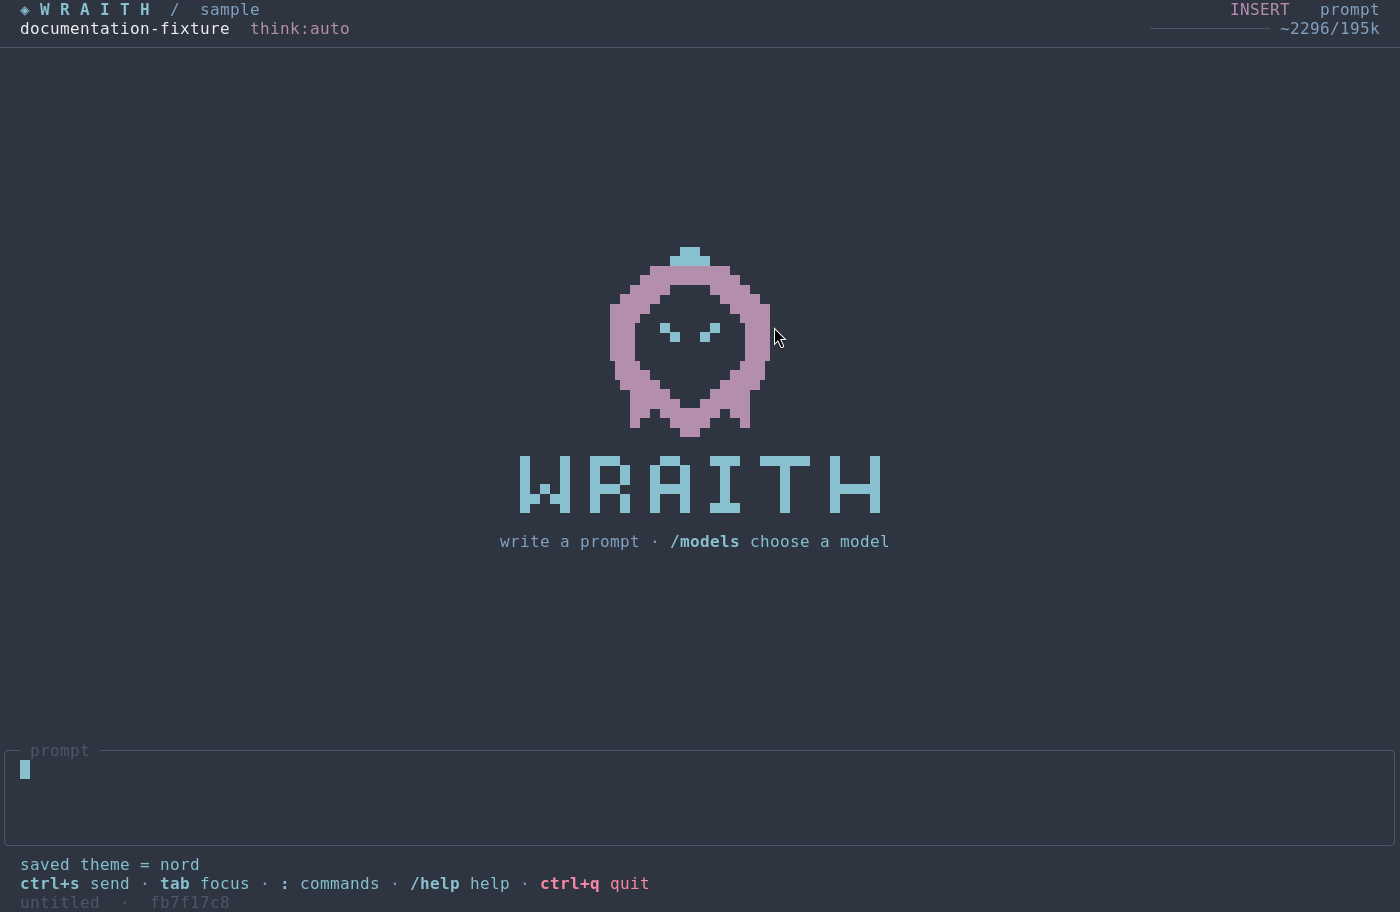 ◈ W R A I T H / sample INSERT prompt
documentation-fixture think:auto ~2296/195k
WRAITH
write a prompt · /models choose a model
prompt
saved theme = nord
ctrl+s send · tab focus · : commands · /help help · ctrl+q quit
untitled · fb7f17c8